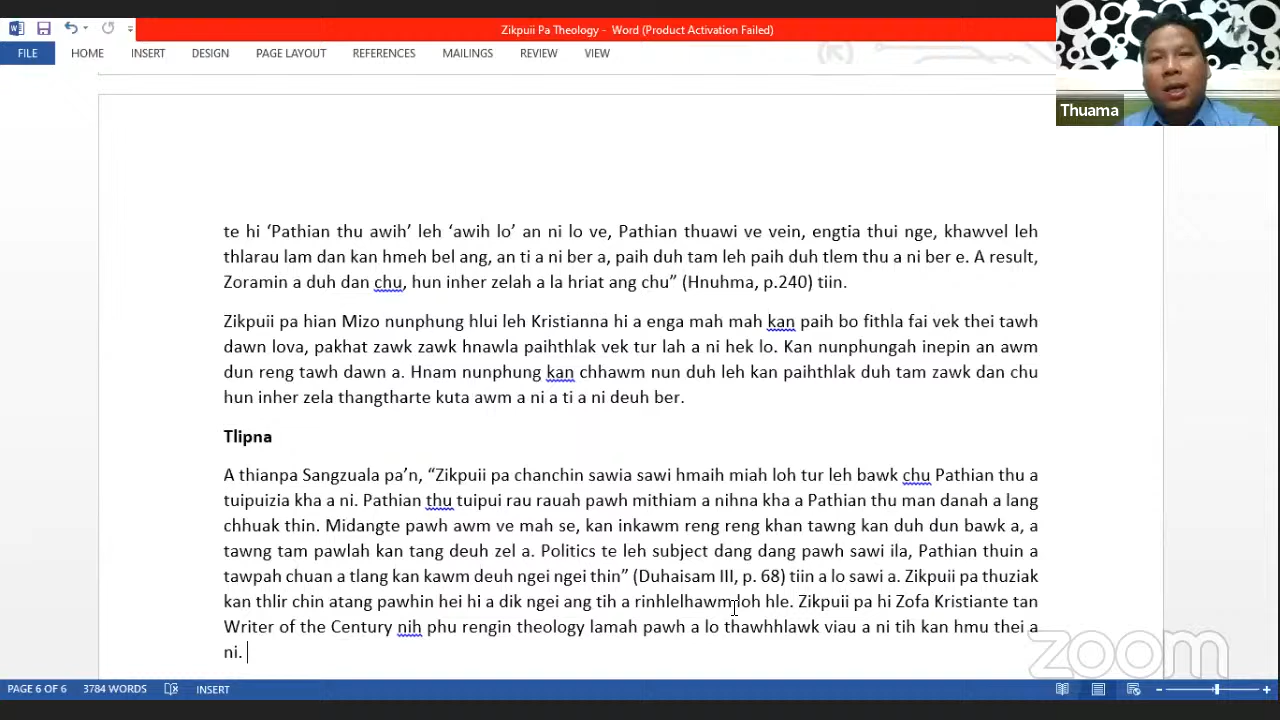 Zikpuii Pa Theology - Word (Product Activation Failed)
FILE HOME INSERT DESIGN PAGE LAYOUT REFERENCES MAILINGS REVIEW VIEW
Thuama
te hi ‘Pathian thu awih’ leh ‘awih lo’ an ni lo ve, Pathian thuawi ve vein, engtia thui nge, khawvel leh
thlarau lam dan kan hmeh bel ang, an ti a ni ber a, paih duh tam leh paih duh tlem thu a ni ber e. A result,
Zoramin a duh dan chu, hun inher zelah a la hriat ang chu” (Hnuhma, p.240) tiin.
Zikpuii pa hian Mizo nunphung hlui leh Kristianna hi a enga mah mah kan paih bo fithla fai vek thei tawh
dawn lova, pakhat zawk zawk hnawla paihthlak vek tur lah a ni hek lo. Kan nunphungah inepin an awm
dun reng tawh dawn a. Hnam nunphung kan chhawm nun duh leh kan paihthlak duh tam zawk dan chu
hun inher zela thangtharte kuta awm a ni a ti a ni deuh ber.
Tlipna
A thianpa Sangzuala pa’n, “Zikpuii pa chanchin sawia sawi hmaih miah loh tur leh bawk chu Pathian thu a
tuipuizia kha a ni. Pathian thu tuipui rau rauah pawh mithiam a nihna kha a Pathian thu man danah a lang
chhuak thin. Midangte pawh awm ve mah se, kan inkawm reng reng khan tawng kan duh dun bawk a, a
tawng tam pawlah kan tang deuh zel a. Politics te leh subject dang dang pawh sawi ila, Pathian thuin a
tawpah chuan a tlang kan kawm deuh ngei ngei thin” (Duhaisam III, p. 68) tiin a lo sawi a. Zikpuii pa thuziak
kan thlir chin atang pawhin hei hi a dik ngei ang tih a rinhlelhawm loh hle. Zikpuii pa hi Zofa Kristiante tan
Writer of the Century nih phu rengin theology lamah pawh a lo thawhhlawk viau a ni tih kan hmu thei a
ni.
zoom
PAGE 6 OF 6 3784 WORDS INSERT